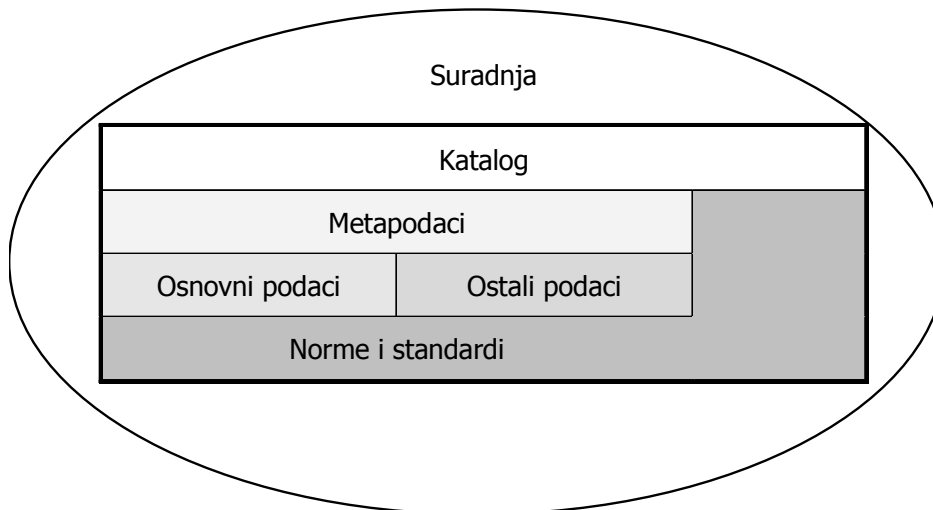 Suradnja
Katalog
Metapodaci
Osnovni podaci
Ostali podaci
Norme i standardi